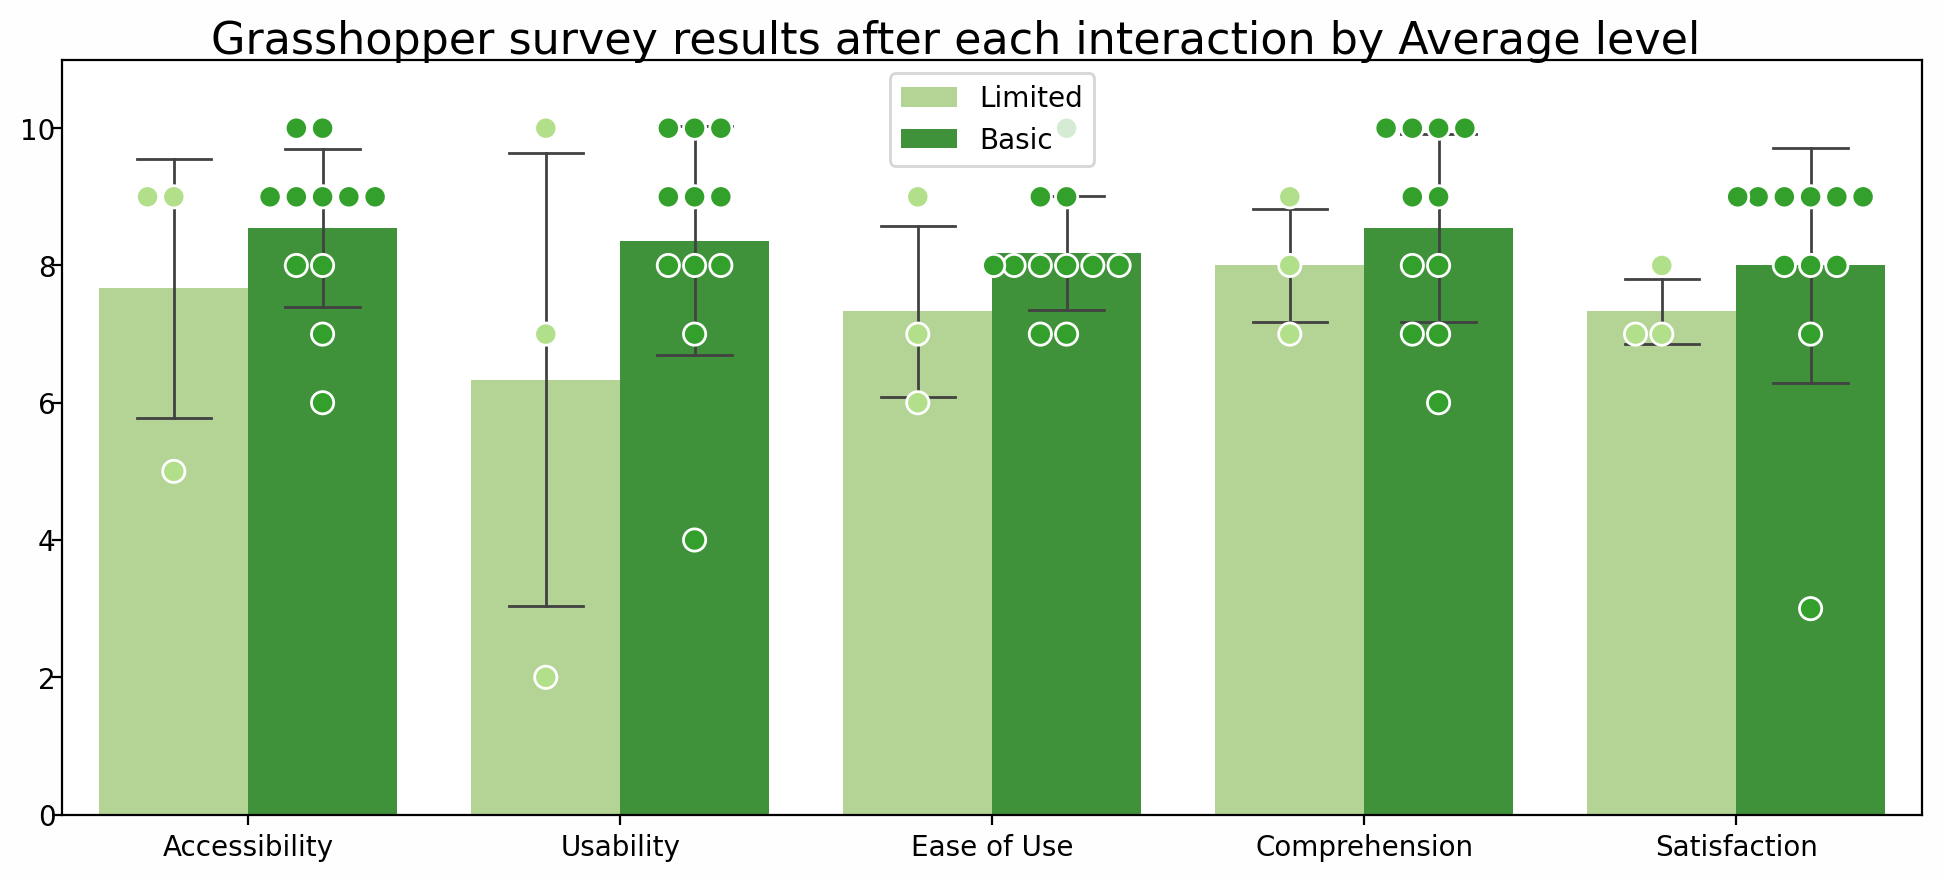 Grasshopper survey results after each interaction by Average level
Limited
Basic
10
8
6
4
2
0
Accessibility
Usability
Ease of Use
Comprehension
Satisfaction